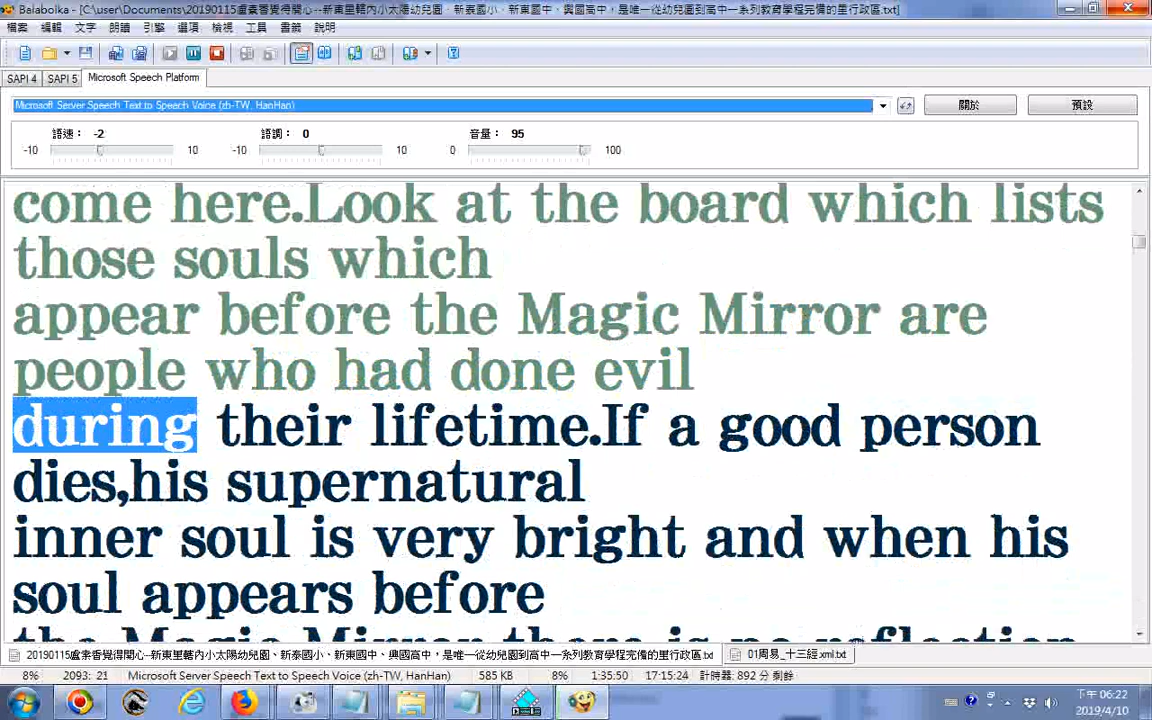 Balabolka - [C:\user\Documents\20190115盧素香覺得開心--新東里轄內小太陽幼兒園、新泰國小、新東國中、興國高中，是唯一從幼兒園到高中一系列教育學程完備的里行政區.txt]
檔案 編輯 文字 朗讀 引擎 選項 檢視 工具 書籤 說明
SAPI 4 SAPI 5 Microsoft Speech Platform
Microsoft Server Speech Text to Speech Voice (zh-TW, HanHan) 關於 預設
語速： -2 語調： 0 音量： 95
-10 10 -10 10 0 100
come here.Look at the board which lists
those souls which
appear before the Magic Mirror are
people who had done evil
during their lifetime.If a good person
dies,his supernatural
inner soul is very bright and when his
soul appears before
the Magic Mirror there is no reflection
20190115盧素香覺得開心--新東里轄內小太陽幼兒園、新泰國小、新東國中、興國高中，是唯一從幼兒園到高中一系列教育學程完備的里行政區.txt 01周易_十三經.xml.txt
8% 2093: 21 Microsoft Server Speech Text to Speech Voice (zh-TW, HanHan) 585 KB 8% 1:35:50 17:15:24 計時器: 892 分 剩餘
下午 06:22
2019/4/10